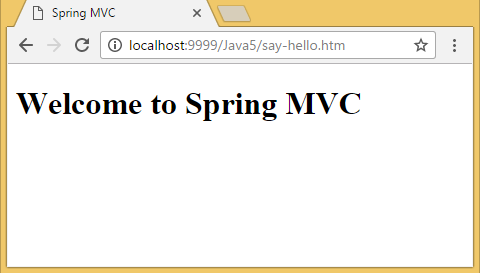 Spring MVC
localhost:9999/Java5/say-hello.htm
Welcome to Spring MVC